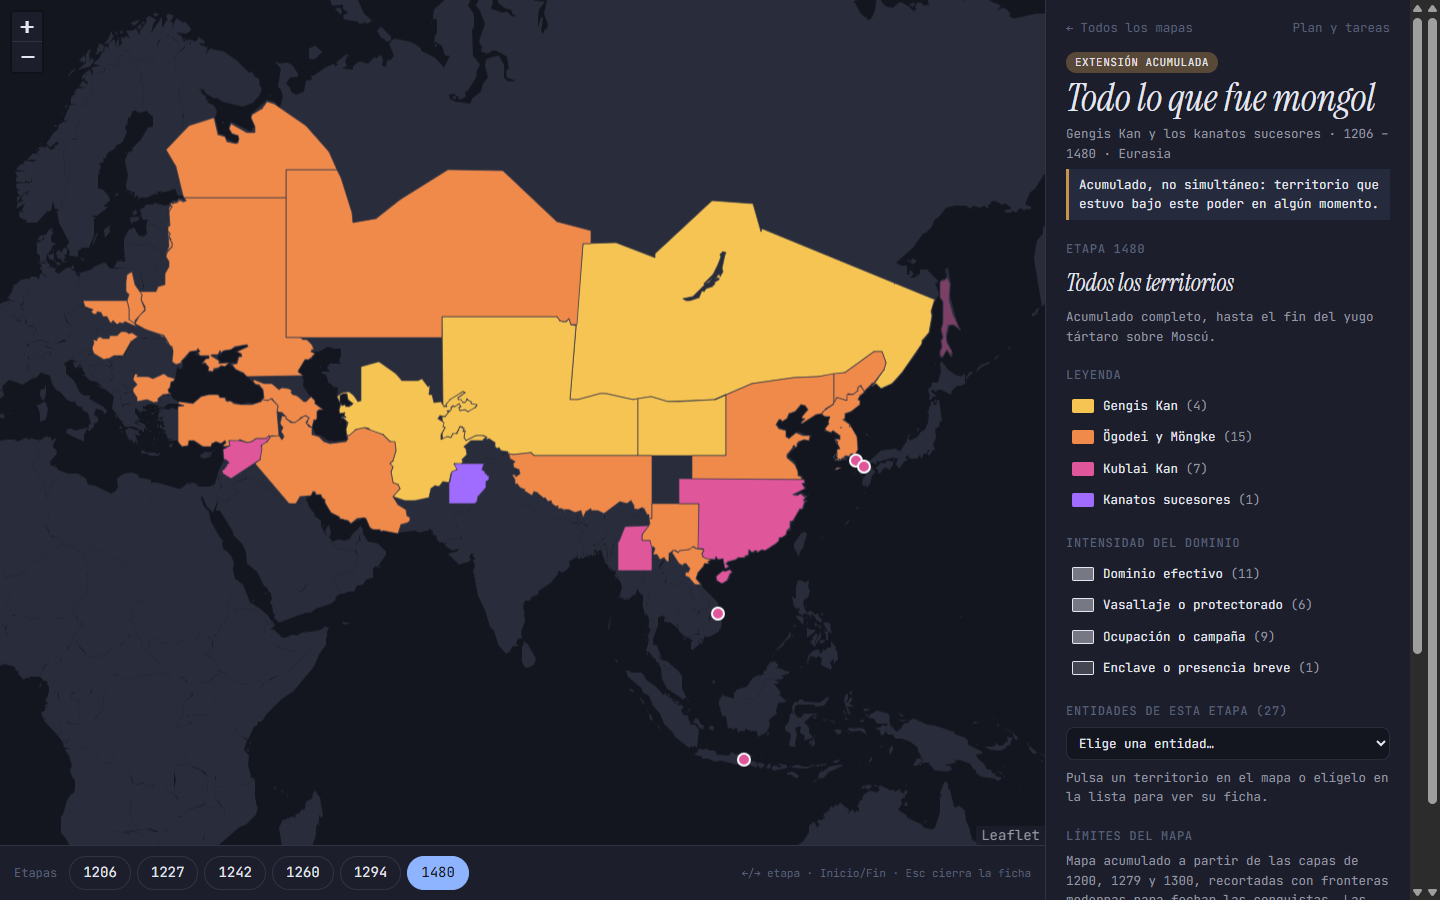 +
−
← Todos los mapas
Plan y tareas
EXTENSIÓN ACUMULADA
Todo lo que fue mongol
Gengis Kan y los kanatos sucesores · 1206 –
1480 · Eurasia
Acumulado, no simultáneo: territorio que
estuvo bajo este poder en algún momento.
ETAPA 1480
Todos los territorios
Acumulado completo, hasta el fin del yugo
tártaro sobre Moscú.
LEYENDA
Gengis Kan (4)
Ögodei y Möngke (15)
Kublai Kan (7)
Kanatos sucesores (1)
INTENSIDAD DEL DOMINIO
Dominio efectivo (11)
Vasallaje o protectorado (6)
Ocupación o campaña (9)
Enclave o presencia breve (1)
ENTIDADES DE ESTA ETAPA (27)
Elige una entidad…
Pulsa un territorio en el mapa o elígelo en
la lista para ver su ficha.
LÍMITES DEL MAPA
Mapa acumulado a partir de las capas de
1200, 1279 y 1300, recortadas con fronteras
modernas para fechar las conquistas. Las
Leaflet
Etapas 1206 1227 1242 1260 1294 1480
←/→ etapa · Inicio/Fin · Esc cierra la ficha